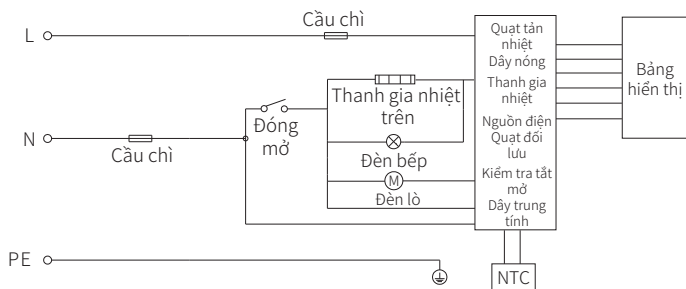 L
Cầu chì
Quạt tản
nhiệt
Dây nóng
Thanh gia
nhiệt
Nguồn điện
Quạt đối
lưu
Kiểm tra tắt
mở
Dây trung
tính
Bảng
hiển thị
Thanh gia nhiệt
trên
Đóng
mở
N
Cầu chì
Đèn bếp
M
Đèn lò
PE
NTC